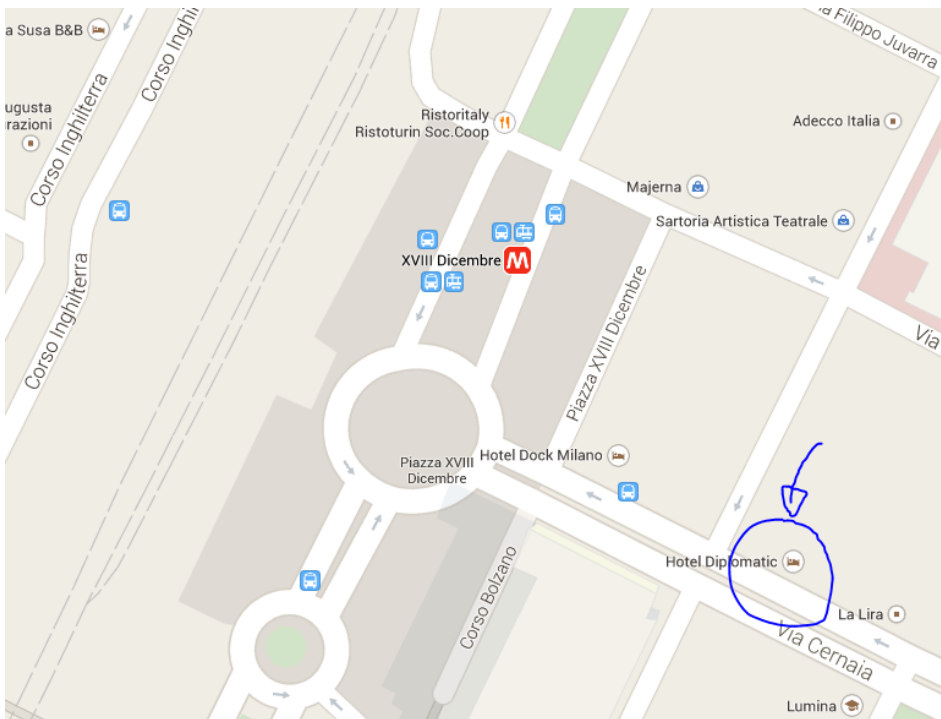 a Susa B&B
Corso Inghilterra
Corso Inghi
a Filippo Juvarra
ugusta
razioni
Ristoritaly
Ristoturin Soc.Coop
Adecco Italia
Majerna
Sartoria Artistica Teatrale
XVIII Dicembre
M
Corso Inghilterra
Piazza XVIII Dicembre
Via
Piazza XVIII
Dicembre
Hotel Dock Milano
Corso Bolzano
Hotel Diplomatic
La Lira
Via Cernaia
Lumina